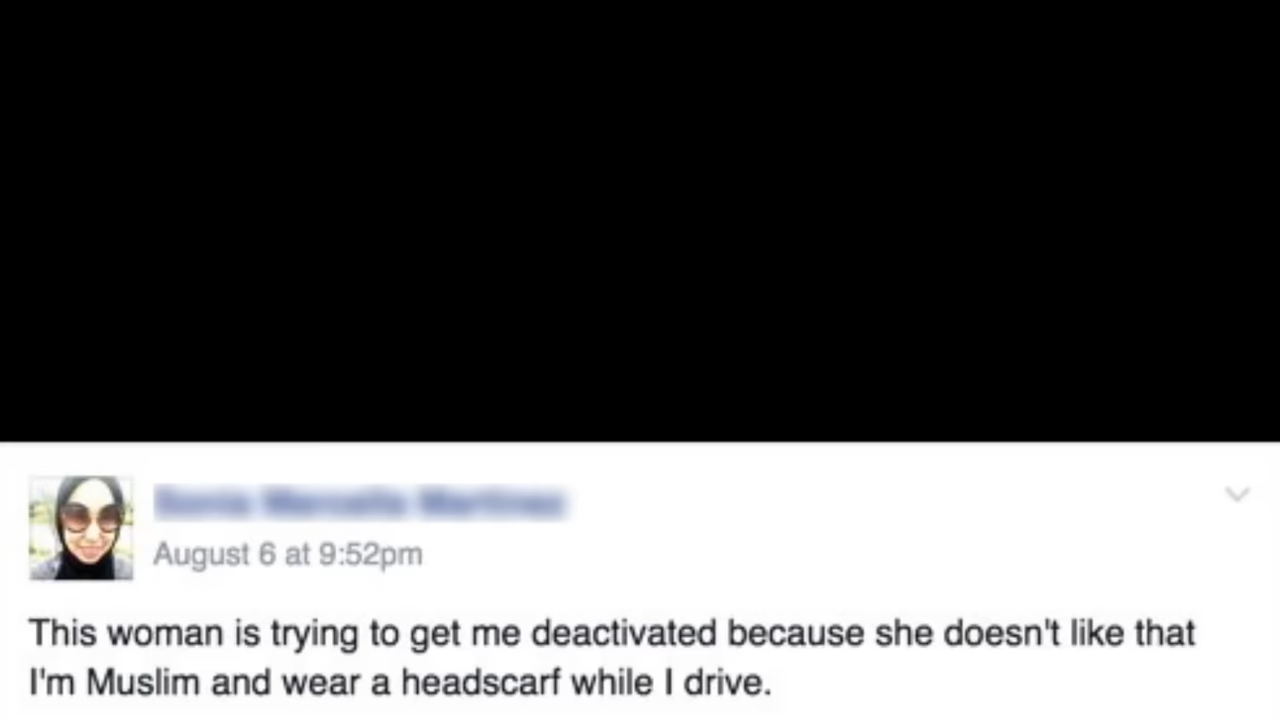 August 6 at 9:52pm
This woman is trying to get me deactivated because she doesn't like that
I'm Muslim and wear a headscarf while I drive.